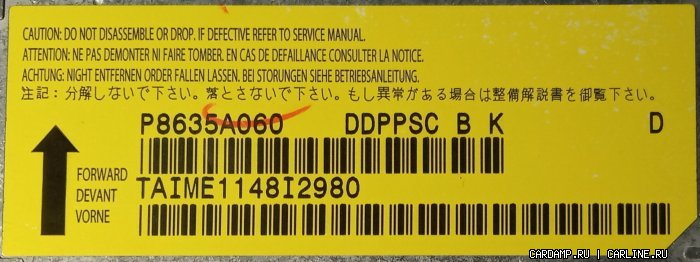 CAUTION: DO NOT DISASSEMBLE OR DROP. IF DEFECTIVE REFER TO SERVICE MANUAL.
ATTENTION: NE PAS DEMONTER NI FAIRE TOMBER. EN CAS DE DEFAILLANCE CONSULTER LA NOTICE.
ACHTUNG: NIGHT ENTFERNEN ORDER FALLEN LASSEN. BEI STORUNGEN SIEHE BETRIEBSANLEITUNG.
注記: 分解しないで下さい。落とさないで下さい。もし異常がある場合は整備解説書を御覧下さい。
P8635A060 DDPPSC B K D
FORWARD
DEVANT
VORNE
TAIME1148I2980
CARDAMP.RU | CARLINE.RU